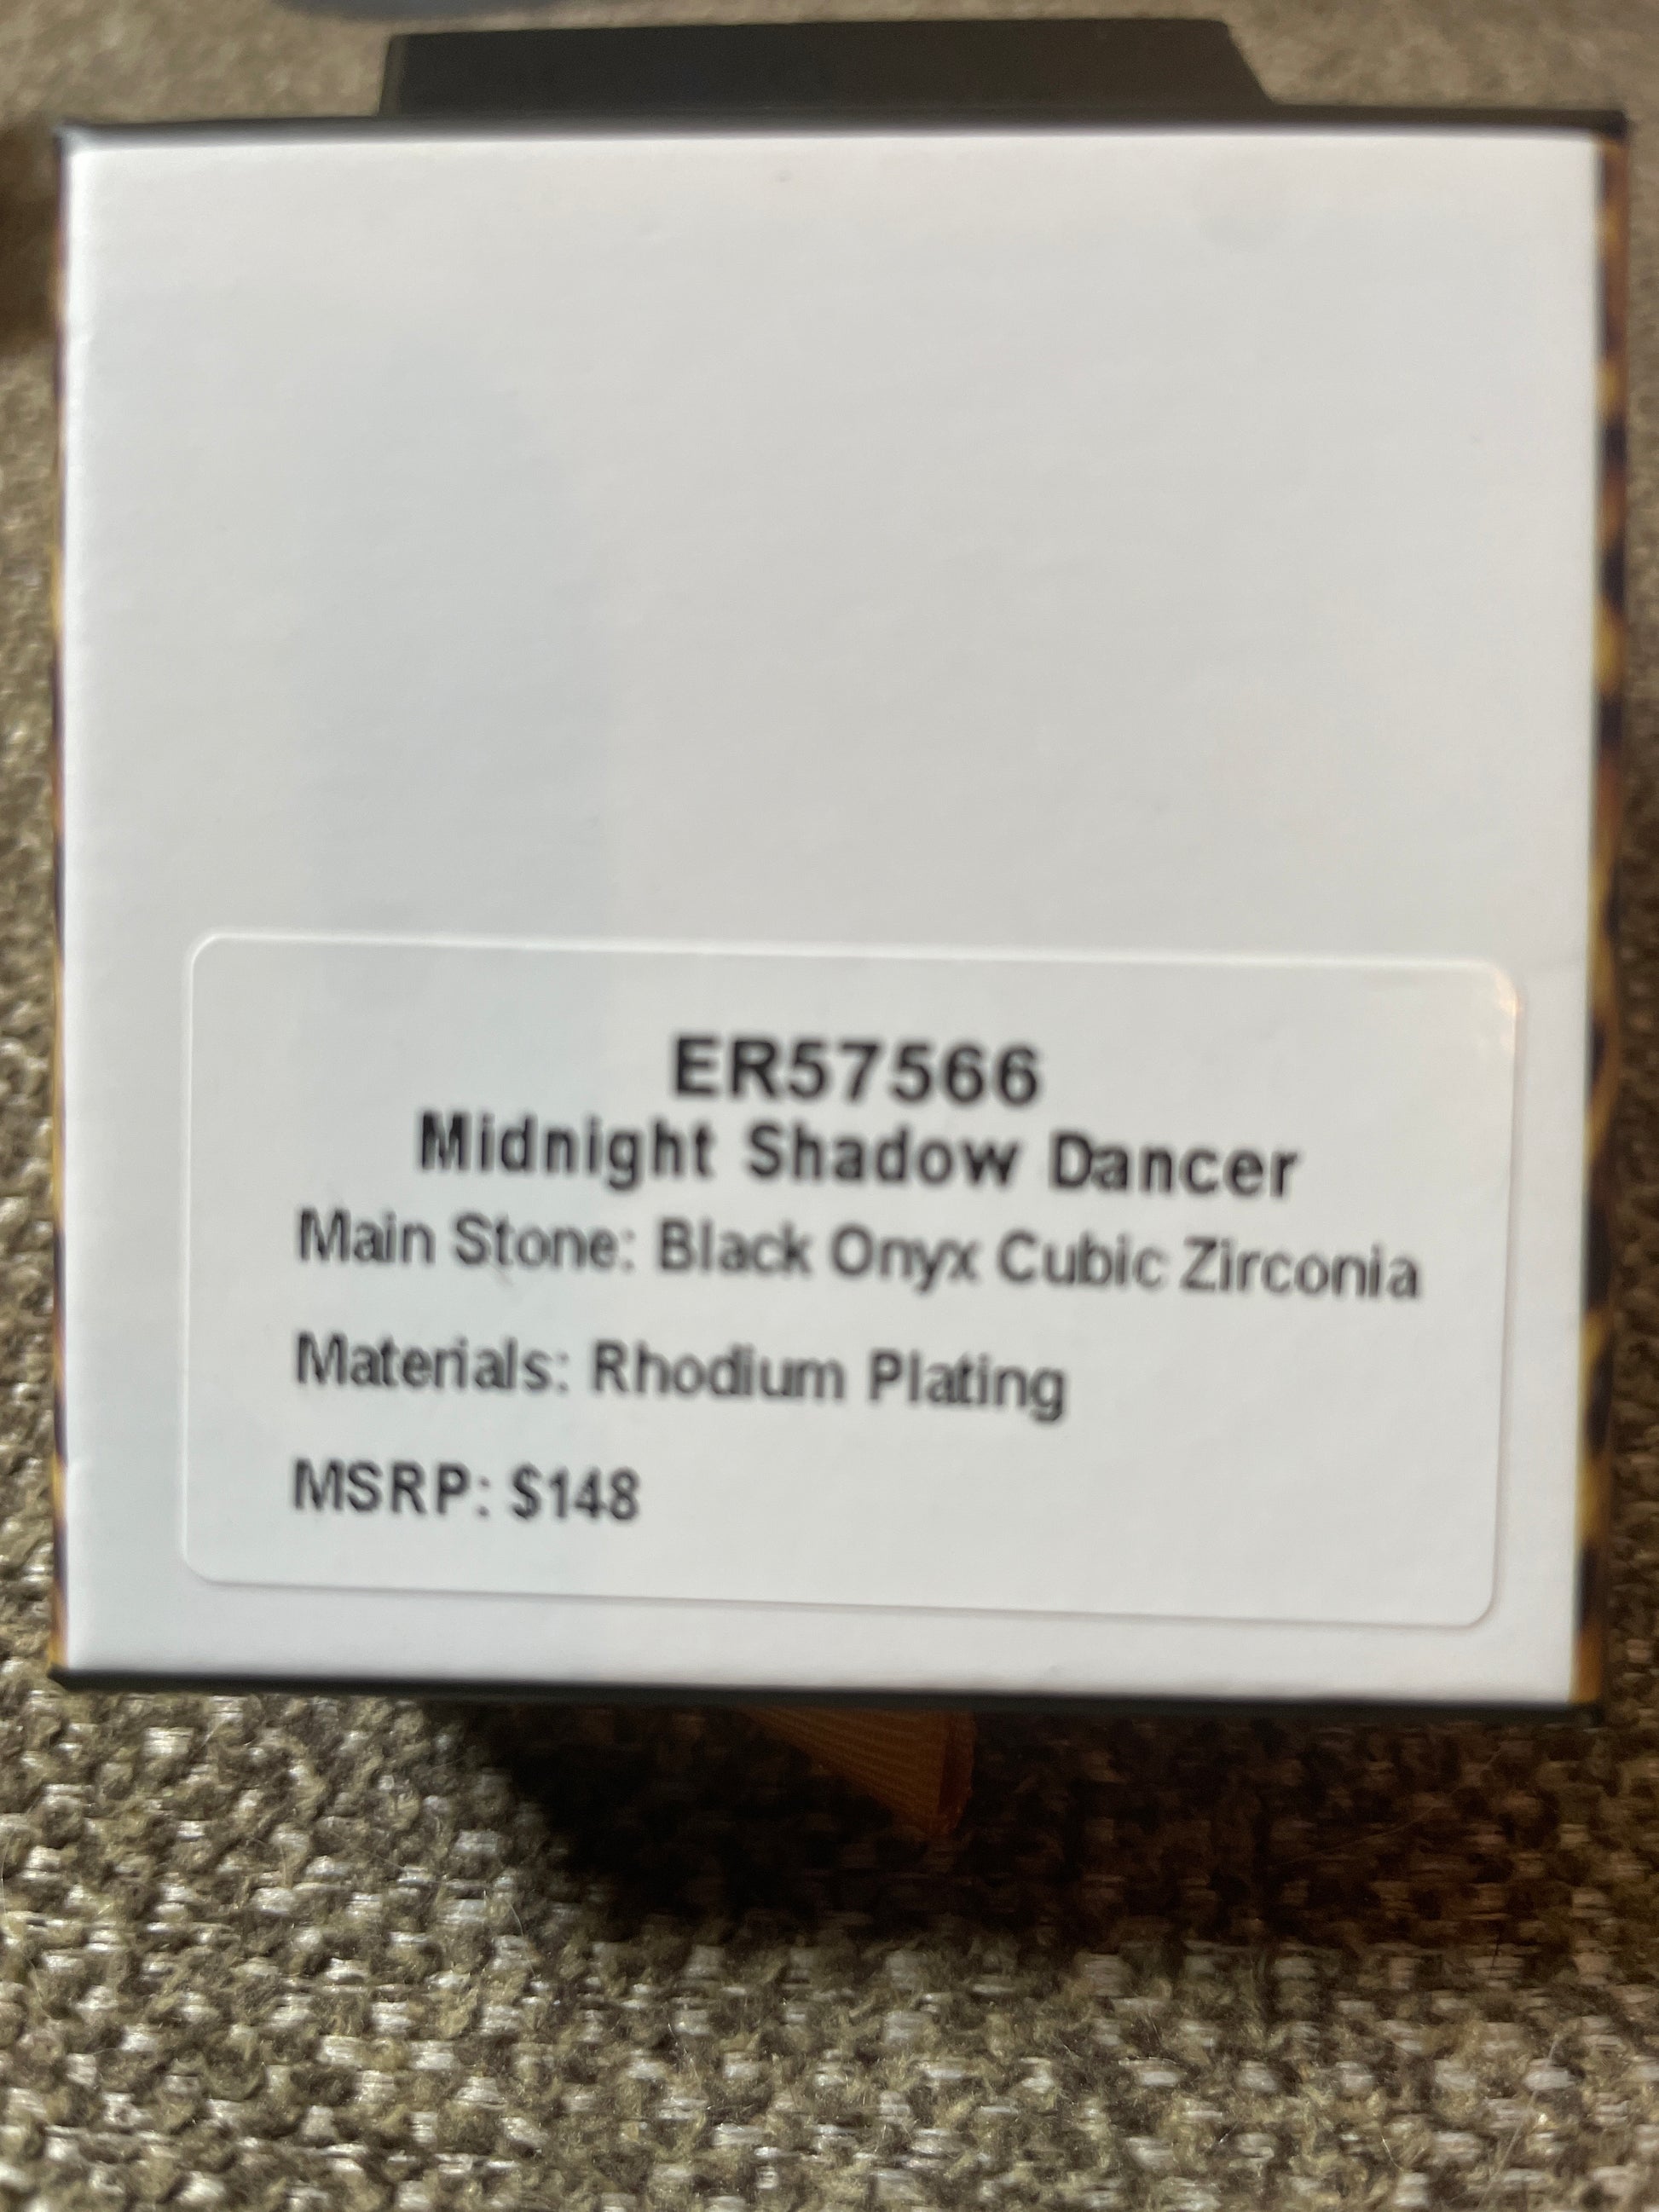 ER57566
Midnight Shadow Dancer
Main Stone: Black Onyx Cubic Zirconia
Materials: Rhodium Plating
MSRP: $148